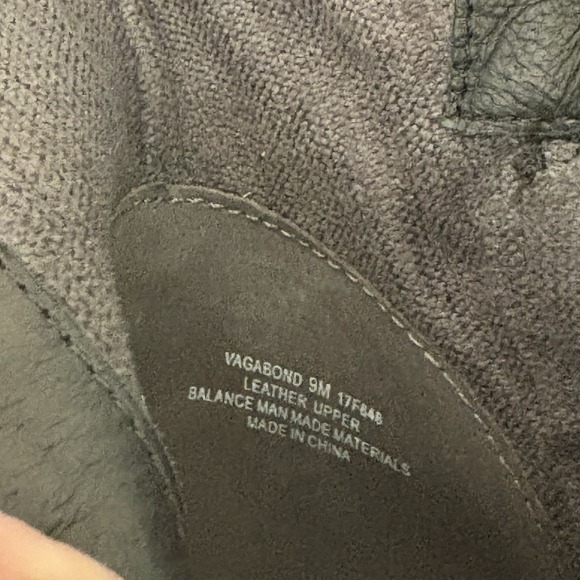 VAGABOND 9M 17F848
LEATHER UPPER
BALANCE MAN MADE MATERIALS
MADE IN CHINA